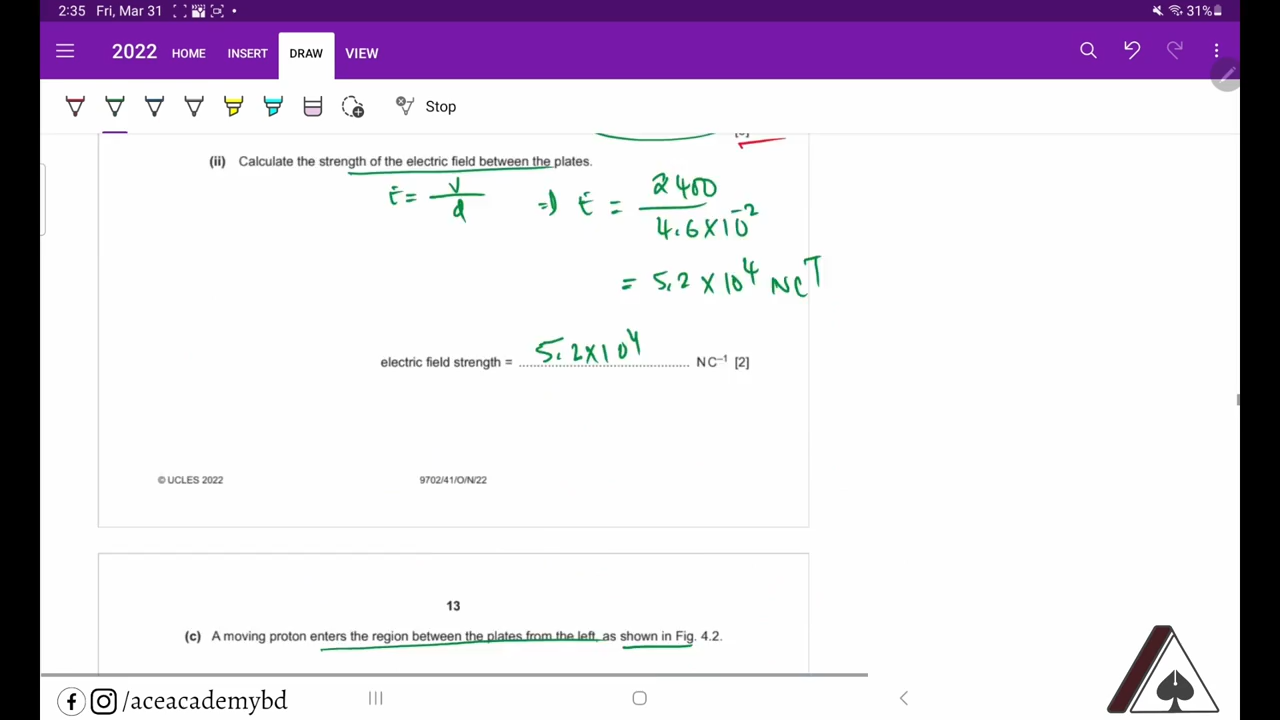 2:35 Fri, Mar 31 31%
2022 HOME INSERT DRAW VIEW
Stop
(ii) Calculate the strength of the electric field between the plates.
E = V/d ⇒ E = 2400/4.6×10⁻²
= 5.2 × 10⁴ NC⁻¹
electric field strength = 5.2×10⁴ N C⁻¹ [2]
© UCLES 2022 9702/41/O/N/22
13
(c) A moving proton enters the region between the plates from the left, as shown in Fig. 4.2.
/aceacademybd